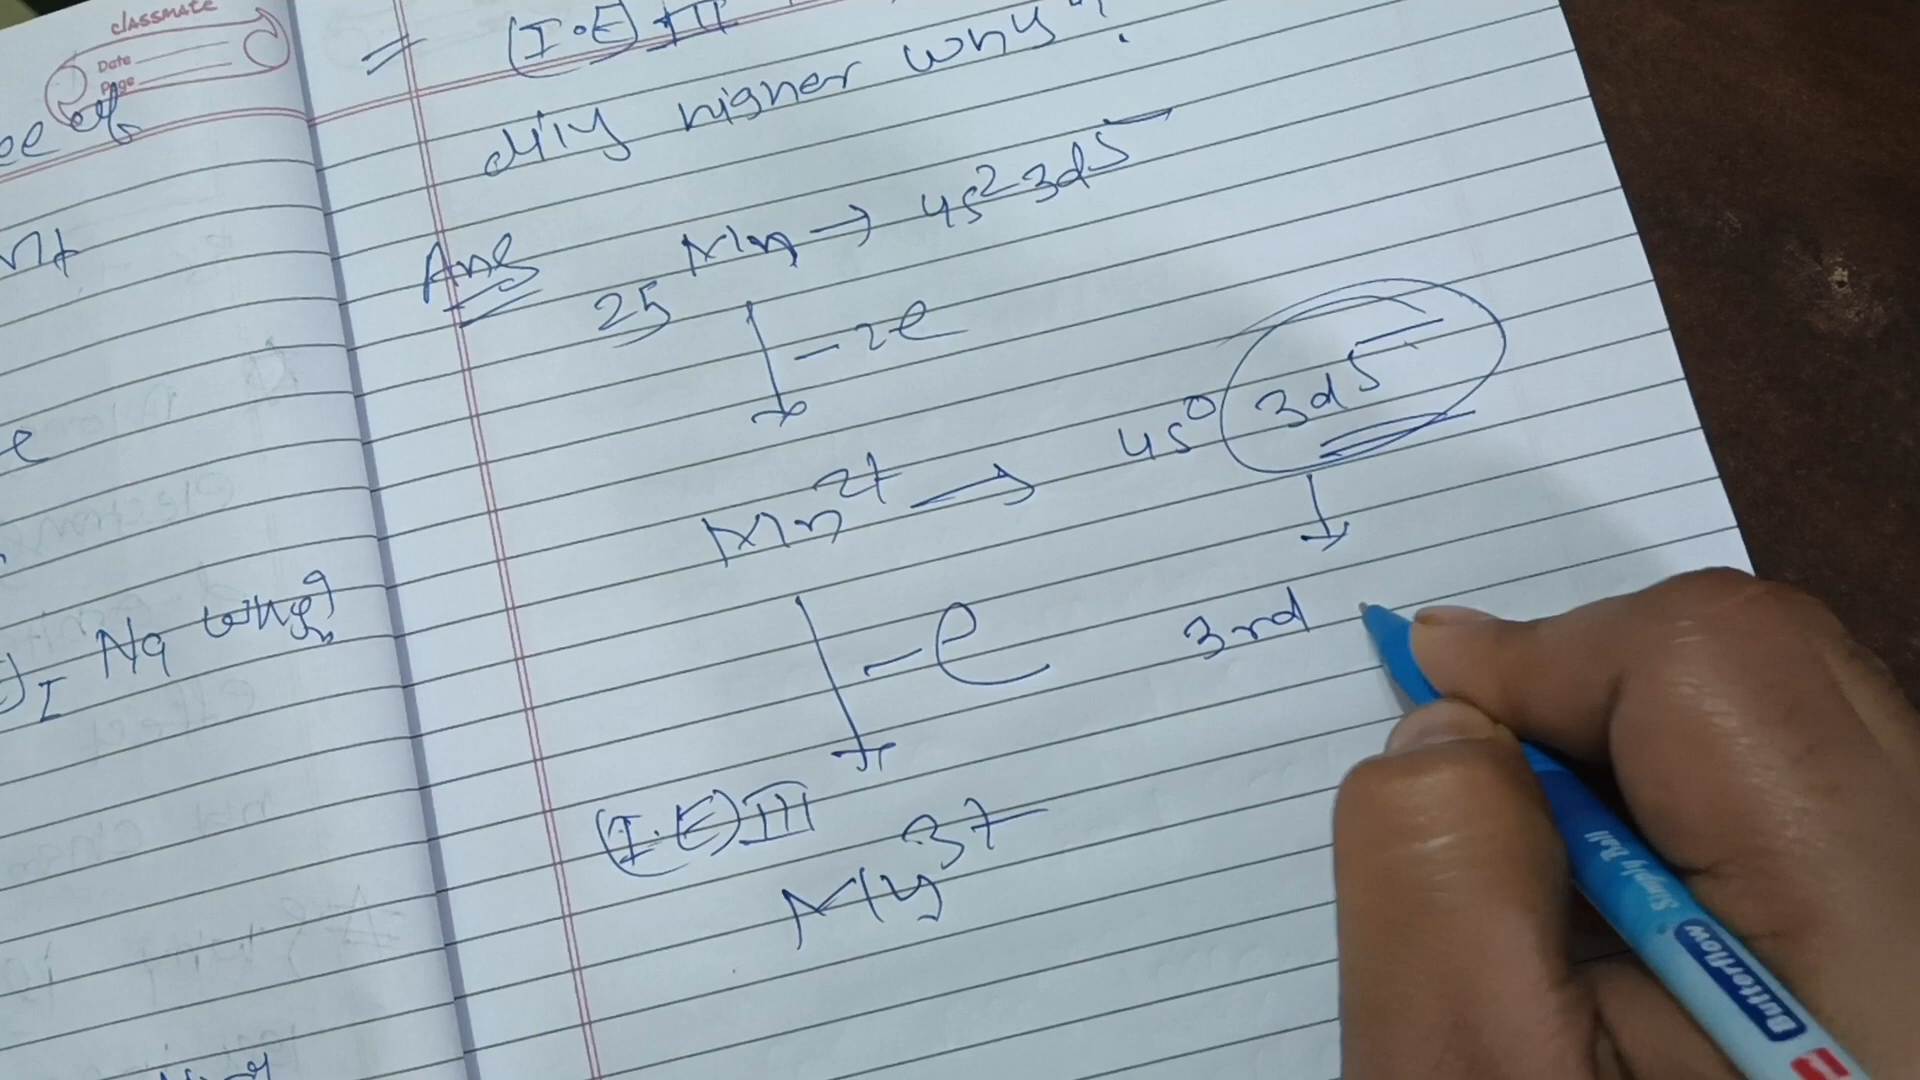 classmate
Date
Page
= (I.E) III
higher why?
Ans 25 Mn → 4s² 3d⁵
-2e
Mn²⁺ → 4s⁰ 3d⁵
-e
3rd
(I.E) III
Mn³⁺
I Na
e
Butterflow
Simply Ball